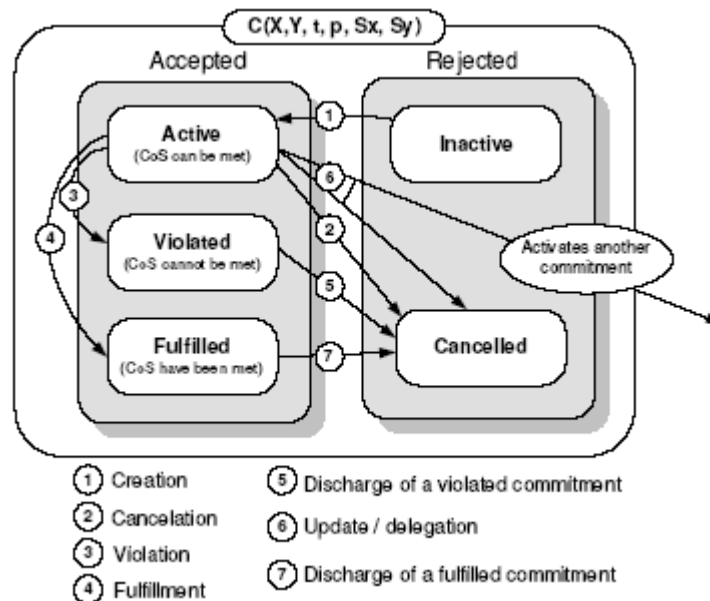 C(X,Y, t, p, Sx, Sy)
Accepted
Rejected
Active
(CoS can be met)
1
Inactive
6
3
4
2
Violated
(CoS cannot be met)
Activates another
commitment
5
Fulfilled
(CoS have been met)
7
Cancelled
1 Creation
2 Cancelation
3 Violation
4 Fulfillment
5 Discharge of a violated commitment
6 Update / delegation
7 Discharge of a fulfilled commitment